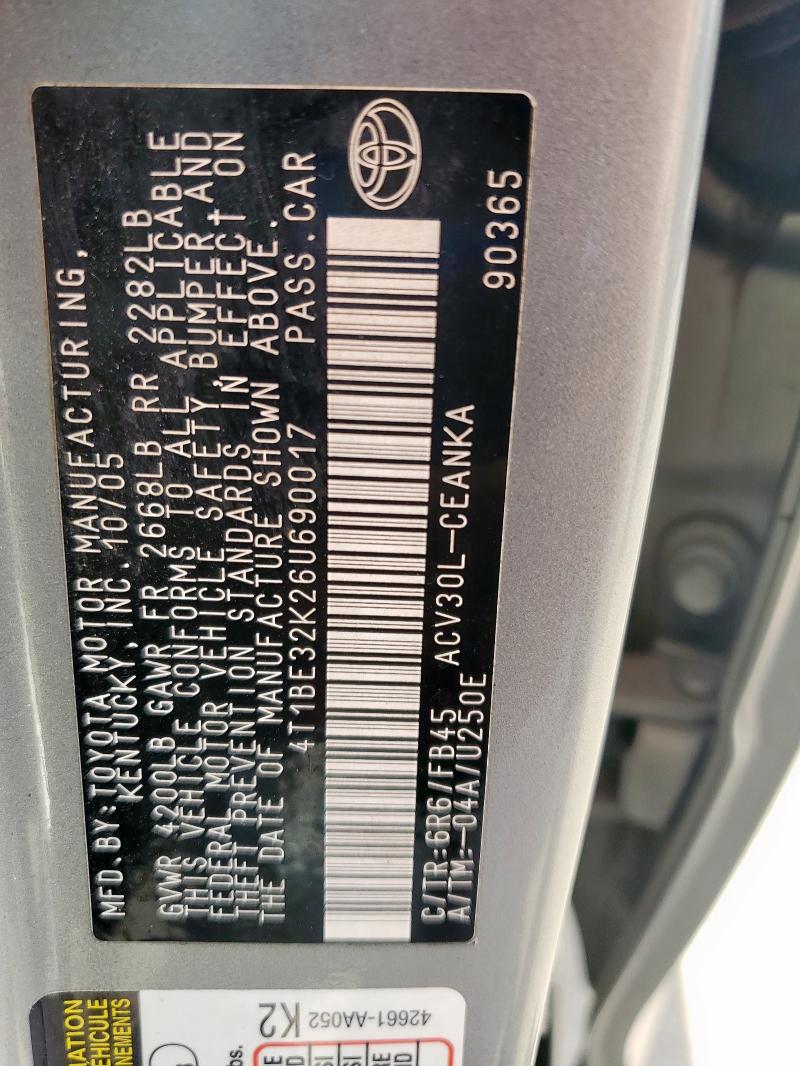 MFD.BY:TOYOTA MOTOR MANUFACTURING,
KENTUCKY, INC. 10/05
GVWR 4200LB GAWR FR 2668LB RR 2282LB
THIS VEHICLE CONFORMS TO ALL APPLICABLE
FEDERAL MOTOR VEHICLE SAFETY, BUMPER, AND
THEFT PREVENTION STANDARDS IN EFFECT ON
THE DATE OF MANUFACTURE SHOWN ABOVE.
4T1BE32K26U690017 PASS.CAR
C/TR:6R6/FB45 ACV30L-CEANKA
A/TM:-04A/U250E 90365
42661-AA052
K2